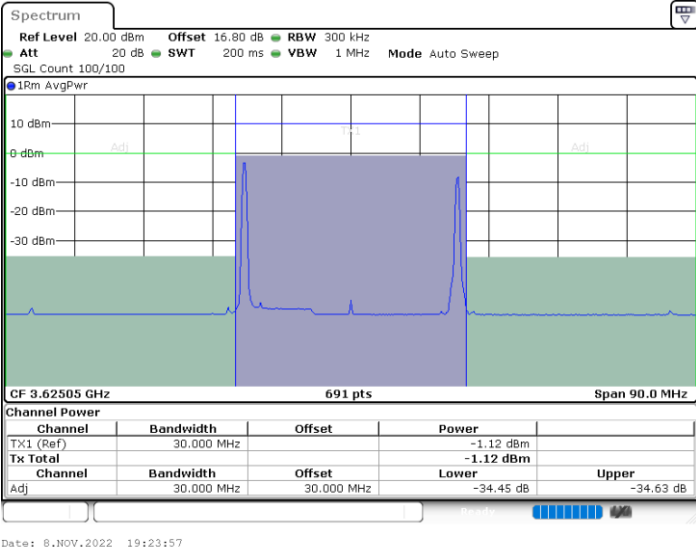 Spectrum
Ref Level 20.00 dBm Offset 16.80 dB RBW 300 kHz
Att 20 dB SWT 200 ms VBW 1 MHz Mode Auto Sweep
SGL Count 100/100
1Rm AvgPwr
10 dBm
TX1
0 dBm
Adj
Adj
-10 dBm
-20 dBm
-30 dBm
CF 3.62505 GHz 691 pts Span 90.0 MHz
Channel Power
Channel Bandwidth Offset Power
TX1 (Ref) 30.000 MHz -1.12 dBm
Tx Total -1.12 dBm
Channel Bandwidth Offset Lower Upper
Adj 30.000 MHz 30.000 MHz -34.45 dB -34.63 dB
Ready
Date: 8.NOV.2022 19:23:57